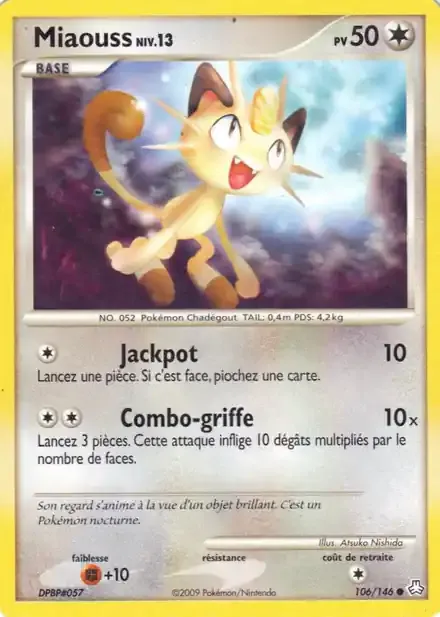 Miaouss NIV.13 PV 50
BASE
NO. 052 Pokémon Chadégout TAIL: 0,4m PDS: 4,2kg
Jackpot 10
Lancez une pièce. Si c'est face, piochez une carte.
Combo-griffe 10x
Lancez 3 pièces. Cette attaque inflige 10 dégâts multipliés par le
nombre de faces.
Son regard s'anime à la vue d'un objet brillant. C'est un
Pokémon nocturne.
Illus. Atsuko Nishida
faiblesse résistance coût de retraite
+10
DPBP#057 ©2009 Pokémon/Nintendo 106/146